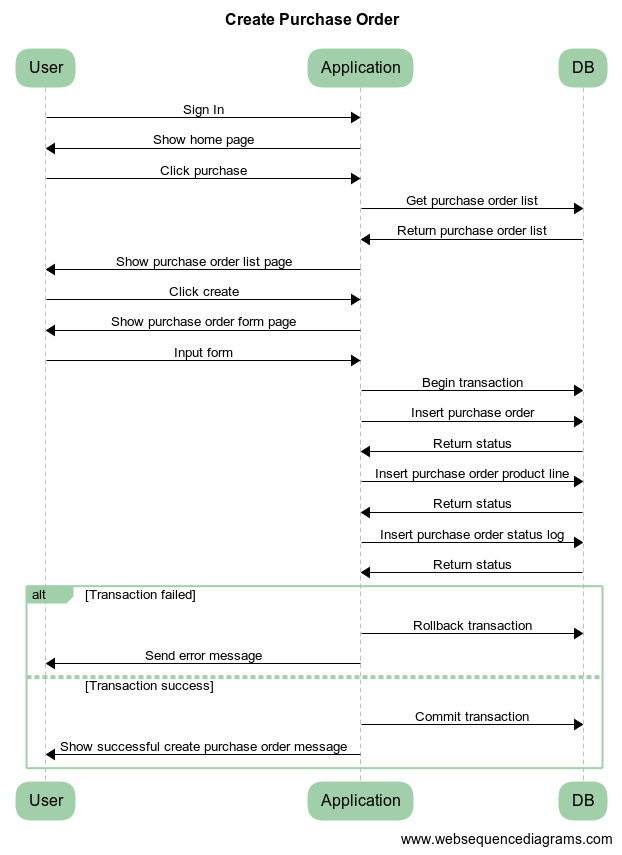 Create Purchase Order
User Application DB
Sign In
Show home page
Click purchase
Get purchase order list
Return purchase order list
Show purchase order list page
Click create
Show purchase order form page
Input form
Begin transaction
Insert purchase order
Return status
Insert purchase order product line
Return status
Insert purchase order status log
Return status
alt [Transaction failed]
Rollback transaction
Send error message
[Transaction success]
Commit transaction
Show successful create purchase order message
User Application DB
www.websequencediagrams.com